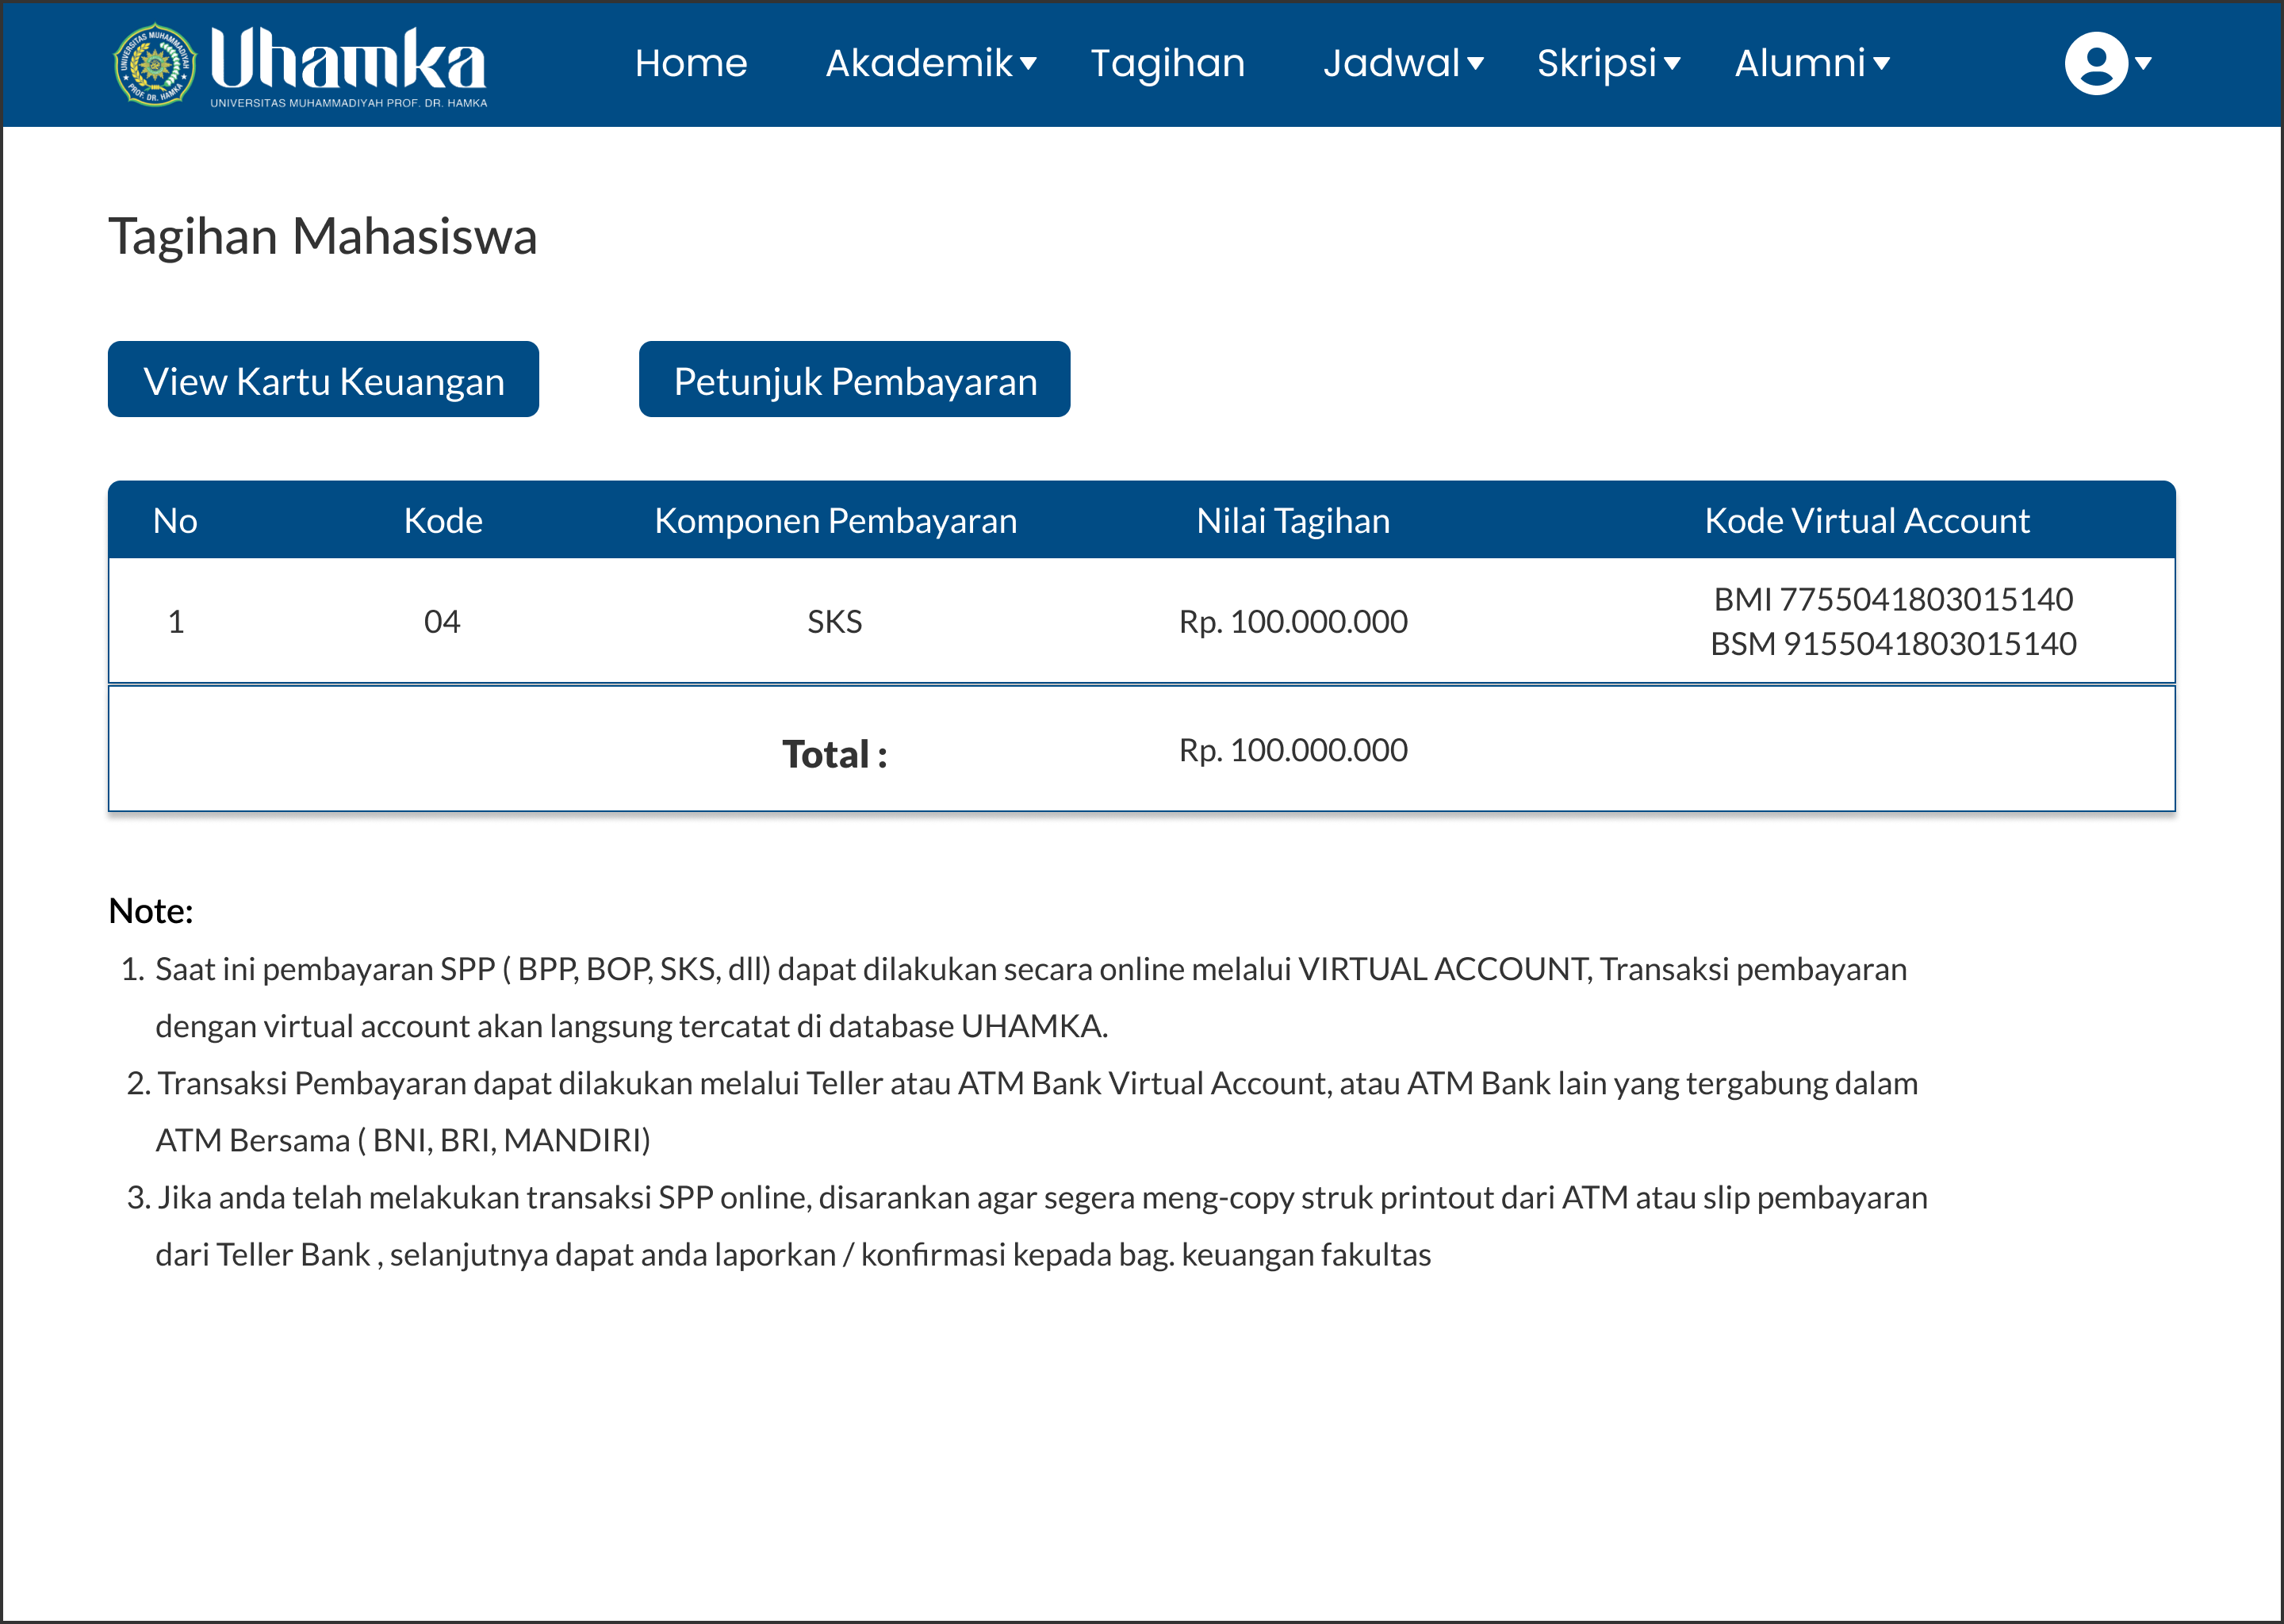 UNIVERSITAS MUHAMMADIYAH
PROF. DR. HAMKA
Uhamka
UNIVERSITAS MUHAMMADIYAH PROF. DR. HAMKA
Home Akademik Tagihan Jadwal Skripsi Alumni
Tagihan Mahasiswa
View Kartu Keuangan Petunjuk Pembayaran
No Kode Komponen Pembayaran Nilai Tagihan Kode Virtual Account
1 04 SKS Rp. 100.000.000 BMI 7755041803015140
BSM 9155041803015140
Total : Rp. 100.000.000
Note:
1. Saat ini pembayaran SPP ( BPP, BOP, SKS, dll) dapat dilakukan secara online melalui VIRTUAL ACCOUNT, Transaksi pembayaran
dengan virtual account akan langsung tercatat di database UHAMKA.
2. Transaksi Pembayaran dapat dilakukan melalui Teller atau ATM Bank Virtual Account, atau ATM Bank lain yang tergabung dalam
ATM Bersama ( BNI, BRI, MANDIRI)
3. Jika anda telah melakukan transaksi SPP online, disarankan agar segera meng-copy struk printout dari ATM atau slip pembayaran
dari Teller Bank , selanjutnya dapat anda laporkan / konfirmasi kepada bag. keuangan fakultas